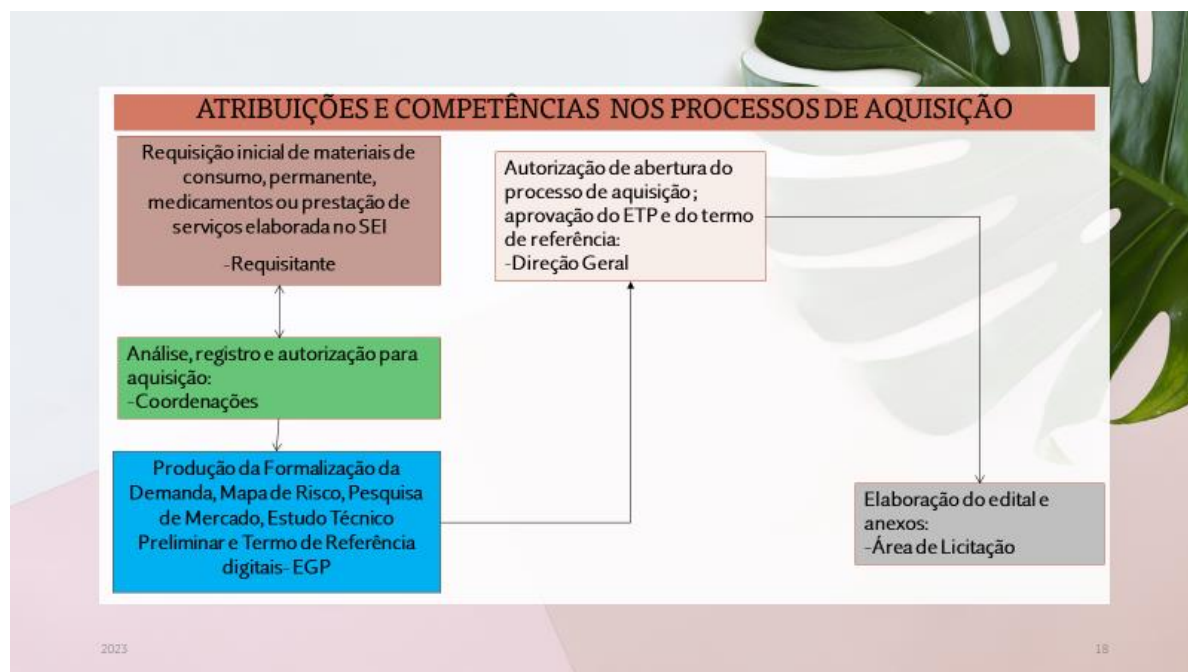 ATRIBUIÇÕES E COMPETÊNCIAS NOS PROCESSOS DE AQUISIÇÃO
Requisição inicial de materiais de
consumo, permanente,
medicamentos ou prestação de
serviços elaborada no SEI
-Requisitante
Análise, registro e autorização para
aquisição:
-Coordenações
Produção da Formalização da
Demanda, Mapa de Risco, Pesquisa
de Mercado, Estudo Técnico
Preliminar e Termo de Referência
digitais- EGP
Autorização de abertura do
processo de aquisição ;
aprovação do ETP e do termo
de referência:
-Direção Geral
Elaboração do edital e
anexos:
-Área de Licitação
2023
18